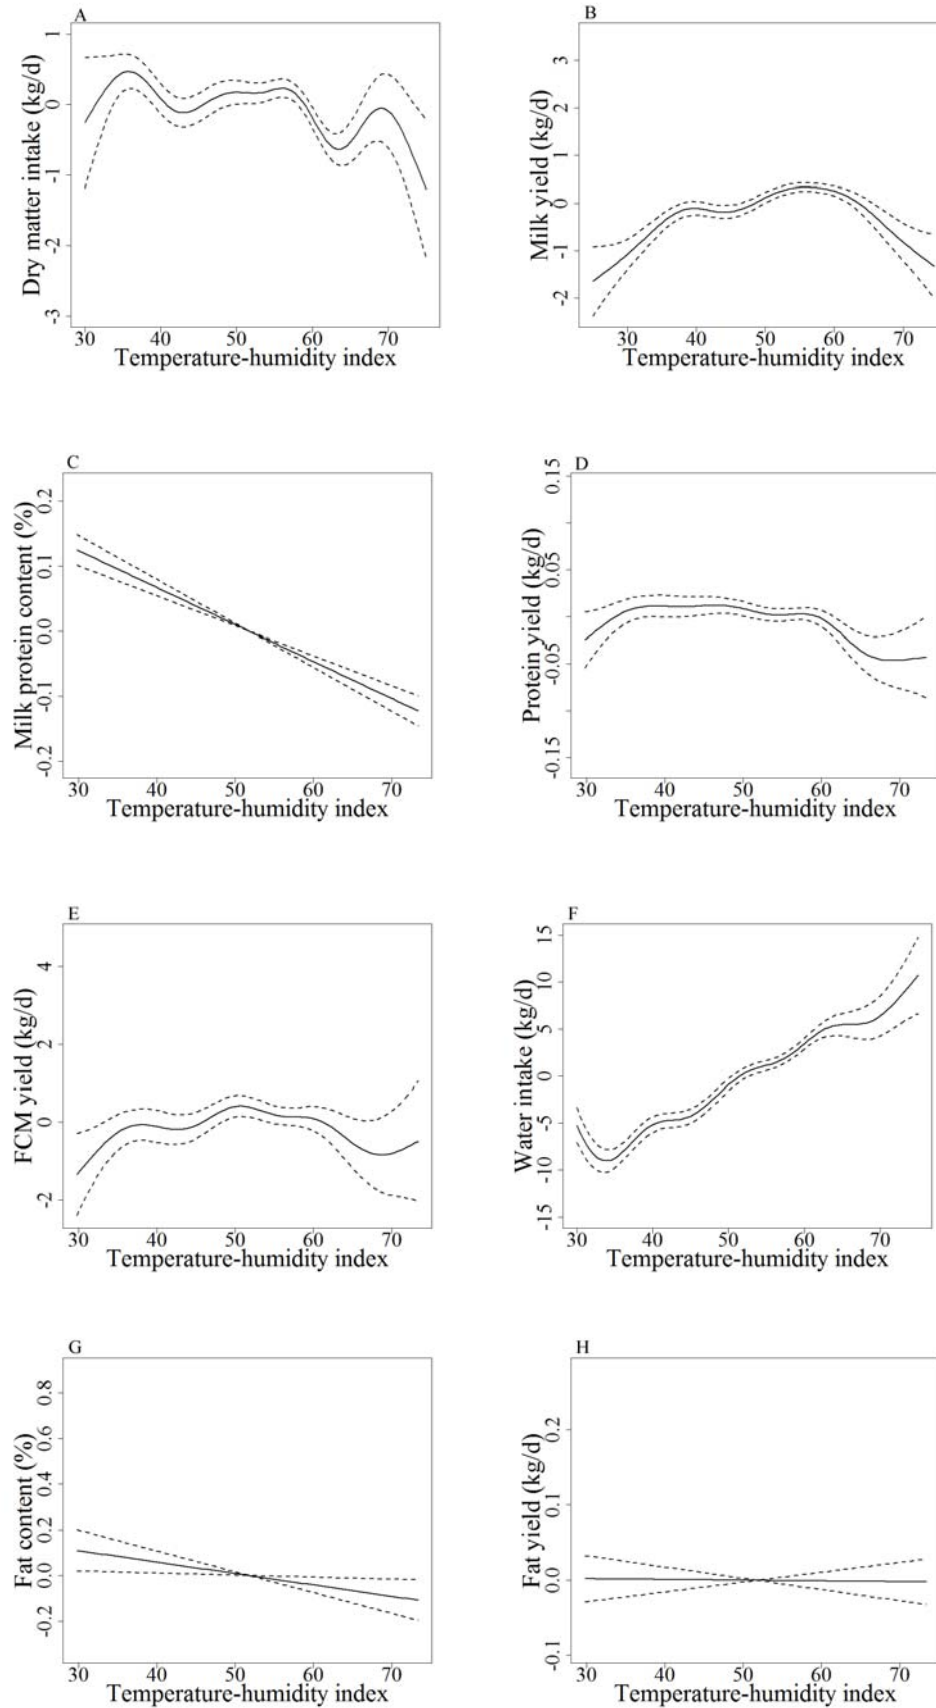 A
Dry matter intake (kg/d)
1
0
-1
-2
-3
30 40 50 60 70
Temperature-humidity index
B
Milk yield (kg/d)
3
2
1
0
-1
-2
30 40 50 60 70
Temperature-humidity index
C
Milk protein content (%)
0.2
0.1
0.0
-0.1
-0.2
30 40 50 60 70
Temperature-humidity index
D
Protein yield (kg/d)
0.15
0.05
-0.05
-0.15
30 40 50 60 70
Temperature-humidity index
E
FCM yield (kg/d)
4
2
0
-2
30 40 50 60 70
Temperature-humidity index
F
Water intake (kg/d)
15
10
5
0
-5
-10
-15
30 40 50 60 70
Temperature-humidity index
G
Fat content (%)
0.8
0.6
0.4
0.2
0.0
-0.2
30 40 50 60 70
Temperature-humidity index
H
Fat yield (kg/d)
0.2
0.1
0.0
-0.1
30 40 50 60 70
Temperature-humidity index